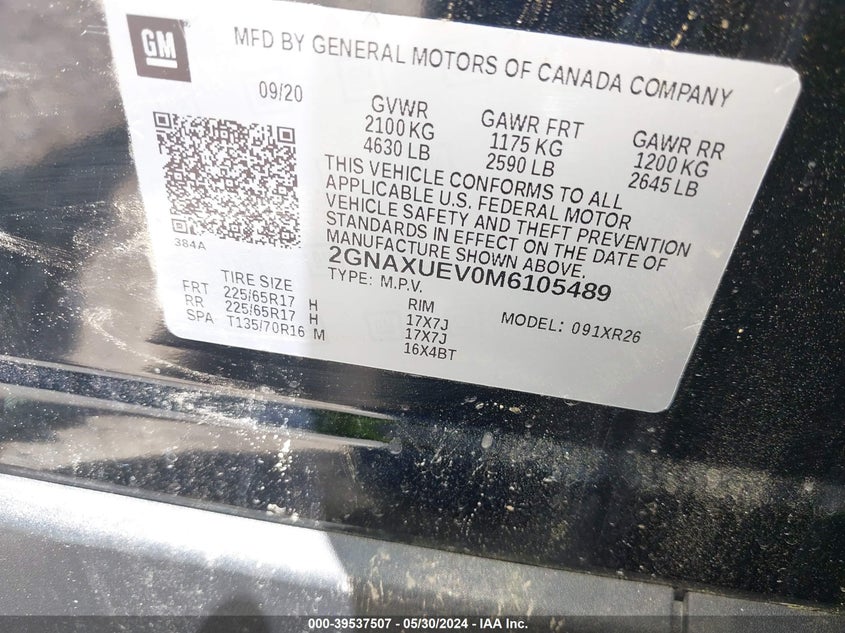 GM
MFD BY GENERAL MOTORS OF CANADA COMPANY
09/20
GVWR
2100 KG
4630 LB
GAWR FRT
1175 KG
2590 LB
GAWR RR
1200 KG
2645 LB
THIS VEHICLE CONFORMS TO ALL
APPLICABLE U.S. FEDERAL MOTOR
VEHICLE SAFETY AND THEFT PREVENTION
STANDARDS IN EFFECT ON THE DATE OF
MANUFACTURE SHOWN ABOVE.
384A
2GNAXUEV0M6105489
TYPE: M.P.V.
MODEL: 091XR26
TIRE SIZE
RIM
FRT 225/65R17 H 17X7J
RR 225/65R17 H 17X7J
SPA T135/70R16 M 16X4BT
000-39537507 - 05/30/2024 - IAA Inc.